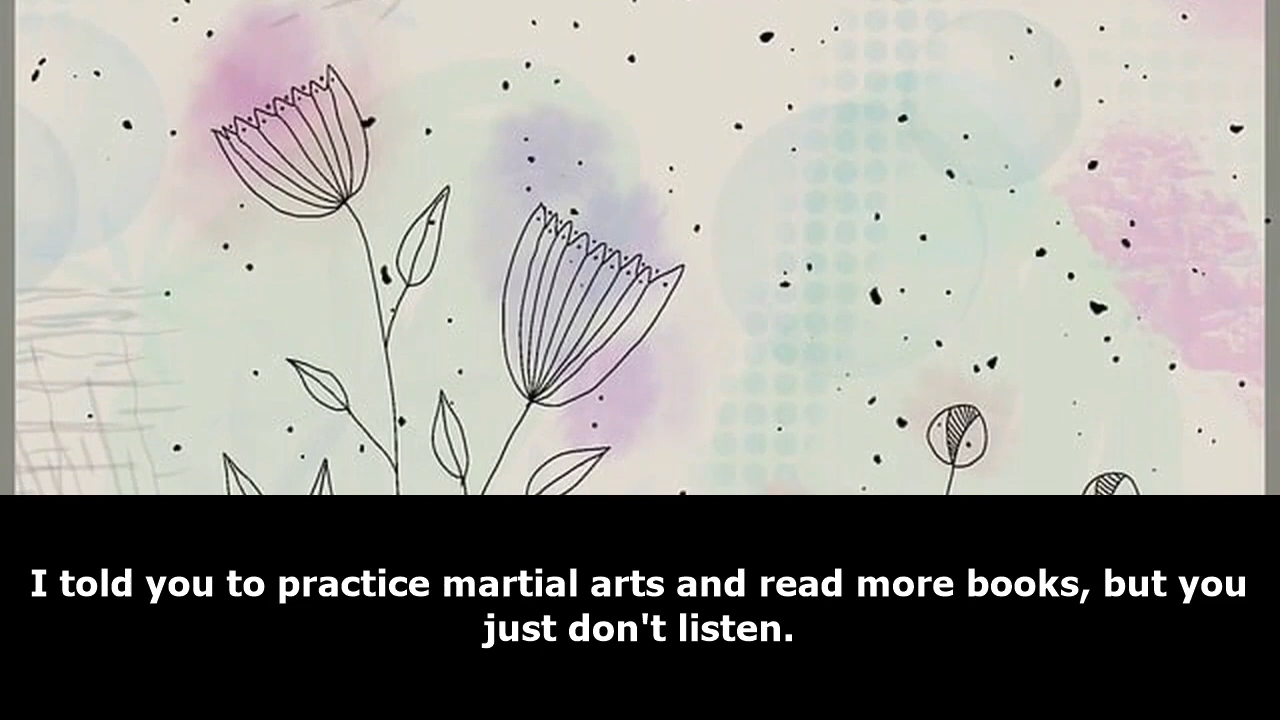 I told you to practice martial arts and read more books, but you
just don't listen.